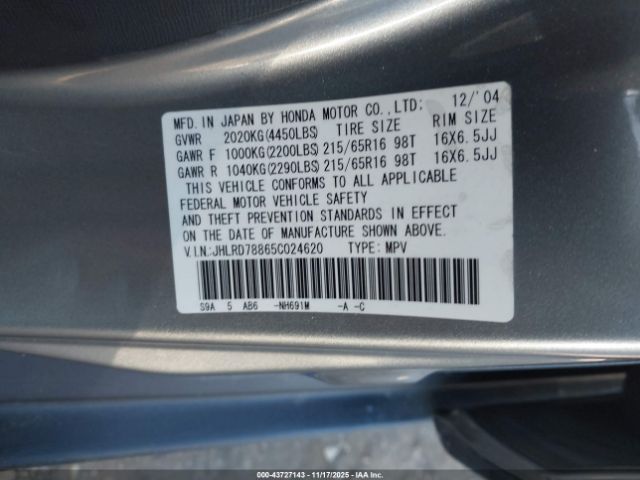 MFD. IN JAPAN BY HONDA MOTOR CO.,LTD: 12/'04
GVWR 2020KG(4450LBS) TIRE SIZE RIM SIZE
GAWR F 1000KG(2200LBS) 215/65R16 98T 16X6.5JJ
GAWR R 1040KG(2290LBS) 215/65R16 98T 16X6.5JJ
THIS VEHICLE CONFORMS TO ALL APPLICABLE
FEDERAL MOTOR VEHICLE SAFETY
AND THEFT PREVENTION STANDARDS IN EFFECT
ON THE DATE OF MANUFACTURE SHOWN ABOVE.
V.I.N.:JHLRD78865C024620 TYPE: MPV
S9A 5 AB6 -NH691M -A -C
00-43727143 - 11/17/2025 - IAA Inc.